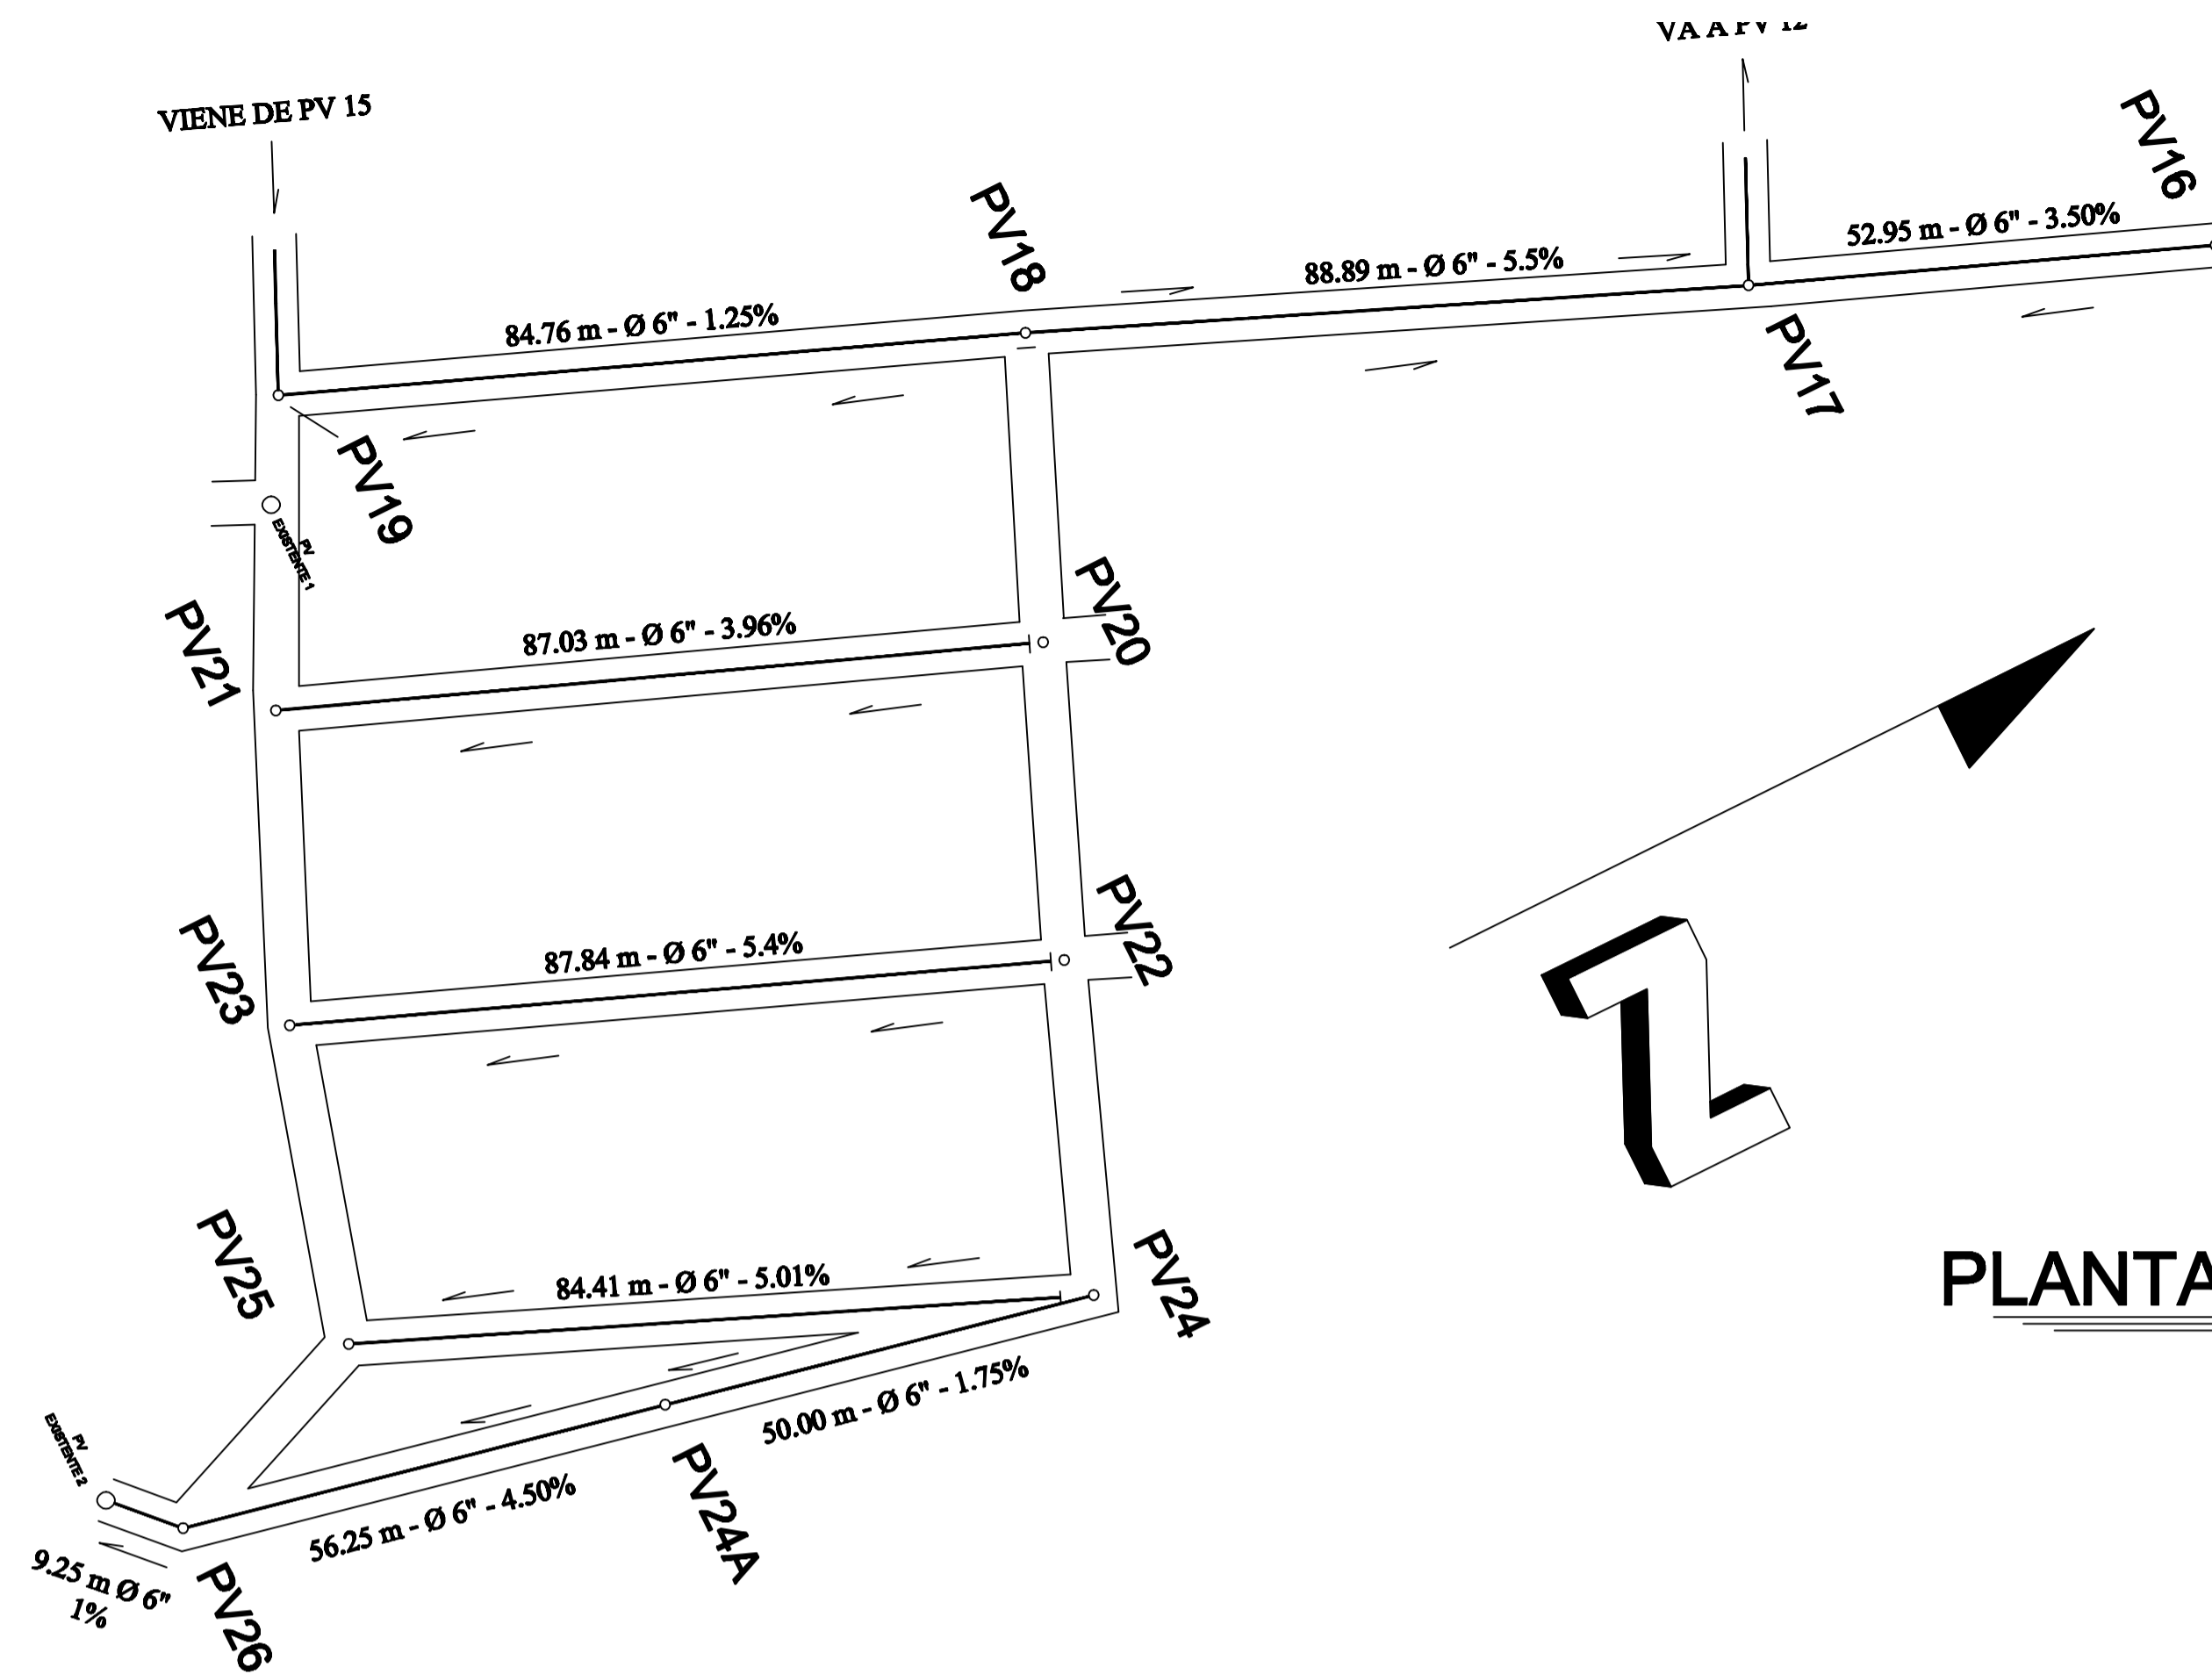 VA A PV 12
VIENE DE PV 15
PV16
PV18
52.95 m - Ø 6" - 3.50%
88.89 m - Ø 6" - 5.5%
84.76 m - Ø 6" - 1.25%
PV17
PV19
PV
EXISTENTE 1
PV20
PV21
87.03 m - Ø 6" - 3.96%
PV22
PV23
87.84 m - Ø 6" - 5.4%
N
PV24
PV25
84.41 m - Ø 6" - 5.01%
PLANTA
50.00 m - Ø 6" - 1.75%
PV
EXISTENTE 2
PV24A
56.25 m - Ø 6" - 4.50%
9.25 m Ø 6"
1%
PV26